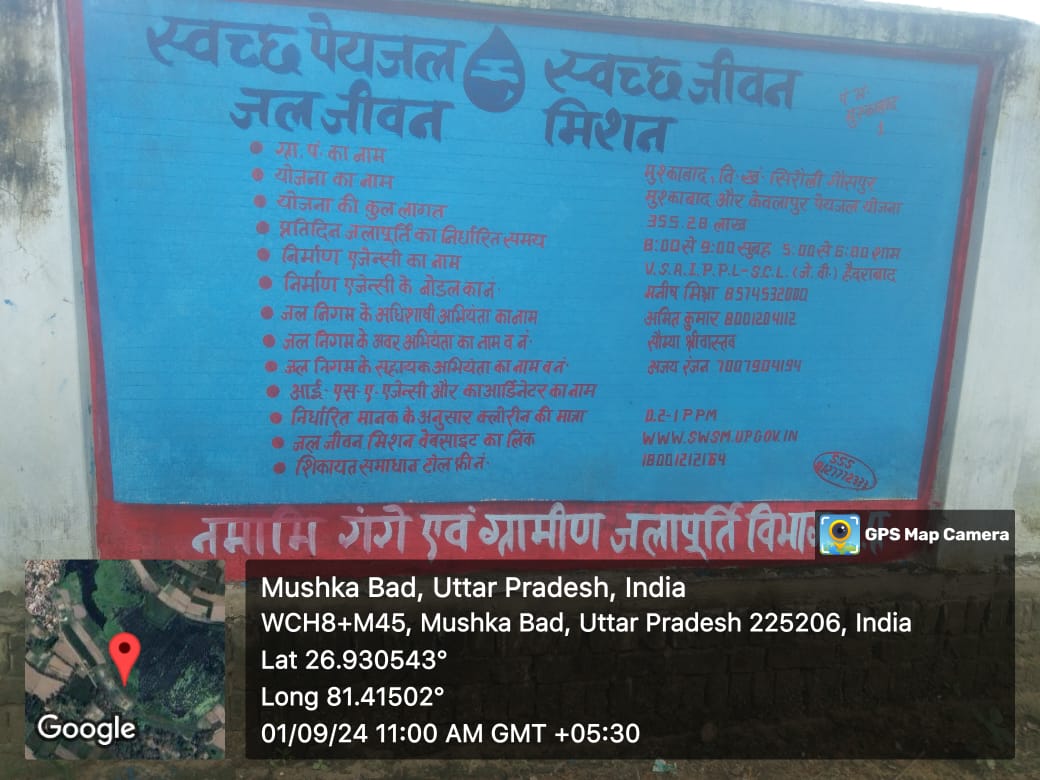 स्वच्छ पेयजल स्वच्छ जीवन
जल जीवन मिशन
ग्रा. पं. का नाम मुश्काबाद, वि. खं. सिरौली गौसपुर
योजना का नाम मुश्काबाद और केवलापुर पेयजल योजना
योजना की कुल लागत 355.28 लाख
प्रतिदिन जलापूर्ति का निर्धारित समय 8:00 से 9:00 सुबह 5:00 से 6:00 शाम
निर्माण एजेन्सी का नाम V.S.A.I.P.P.L-S.C.L. (जे. वी.) हैदराबाद
निर्माण एजेन्सी के नोडल का नं. मनीष मिश्रा 8574532000
जल निगम के अधिशाषी अभियंता का नाम अमित कुमार 8001204112
जल निगम के अवर अभियंता का नाम व नं. सौम्या श्रीवास्तव
जल निगम के सहायक अभियंता का नाम व नं. अजय रंजन 7007904194
आई. एस. ए. एजेन्सी और काआर्डिनेटर का नाम
निर्धारित मानक के अनुसार क्लोरीन की मात्रा 0.2-1 PPM
जल जीवन मिशन वेबसाइट का लिंक WWW.SWSM.UP.GOV.IN
शिकायत समाधान टोल फ्री नं. 18001212164
SSS
नमामि गंगे एवं ग्रामीण जलापूर्ति
GPS Map Camera
Mushka Bad, Uttar Pradesh, India
WCH8+M45, Mushka Bad, Uttar Pradesh 225206, India
Lat 26.930543°
Long 81.41502°
01/09/24 11:00 AM GMT +05:30
Google